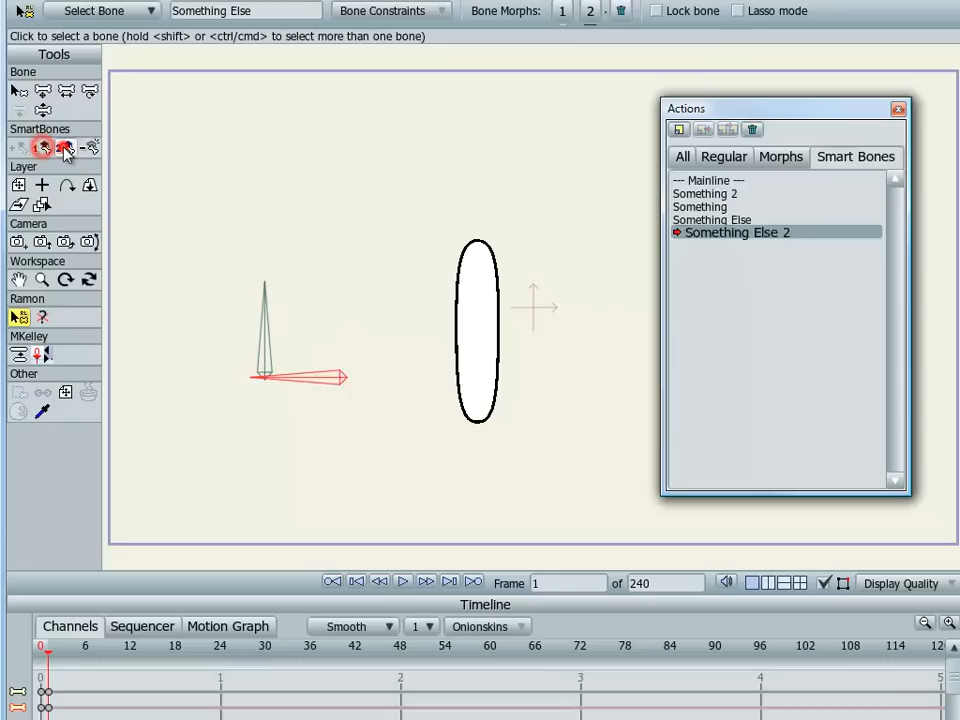 Select Bone Something Else Bone Constraints Bone Morphs: 1 2 Lock bone Lasso mode
Click to select a bone (hold <shift> or <ctrl/cmd> to select more than one bone)
Tools
Bone
SmartBones
Layer
Camera
Workspace
Ramon
MKelley
Other
Actions
All Regular Morphs Smart Bones
--- Mainline ---
Something 2
Something
Something Else
Something Else 2
Frame 1 of 240 Display Quality
Timeline
Channels Sequencer Motion Graph Smooth 1 Onionskins
0 6 12 18 24 30 36 42 48 54 60 66 72 78 84 90 96 102 108 114 12
0 1 2 3 4 5